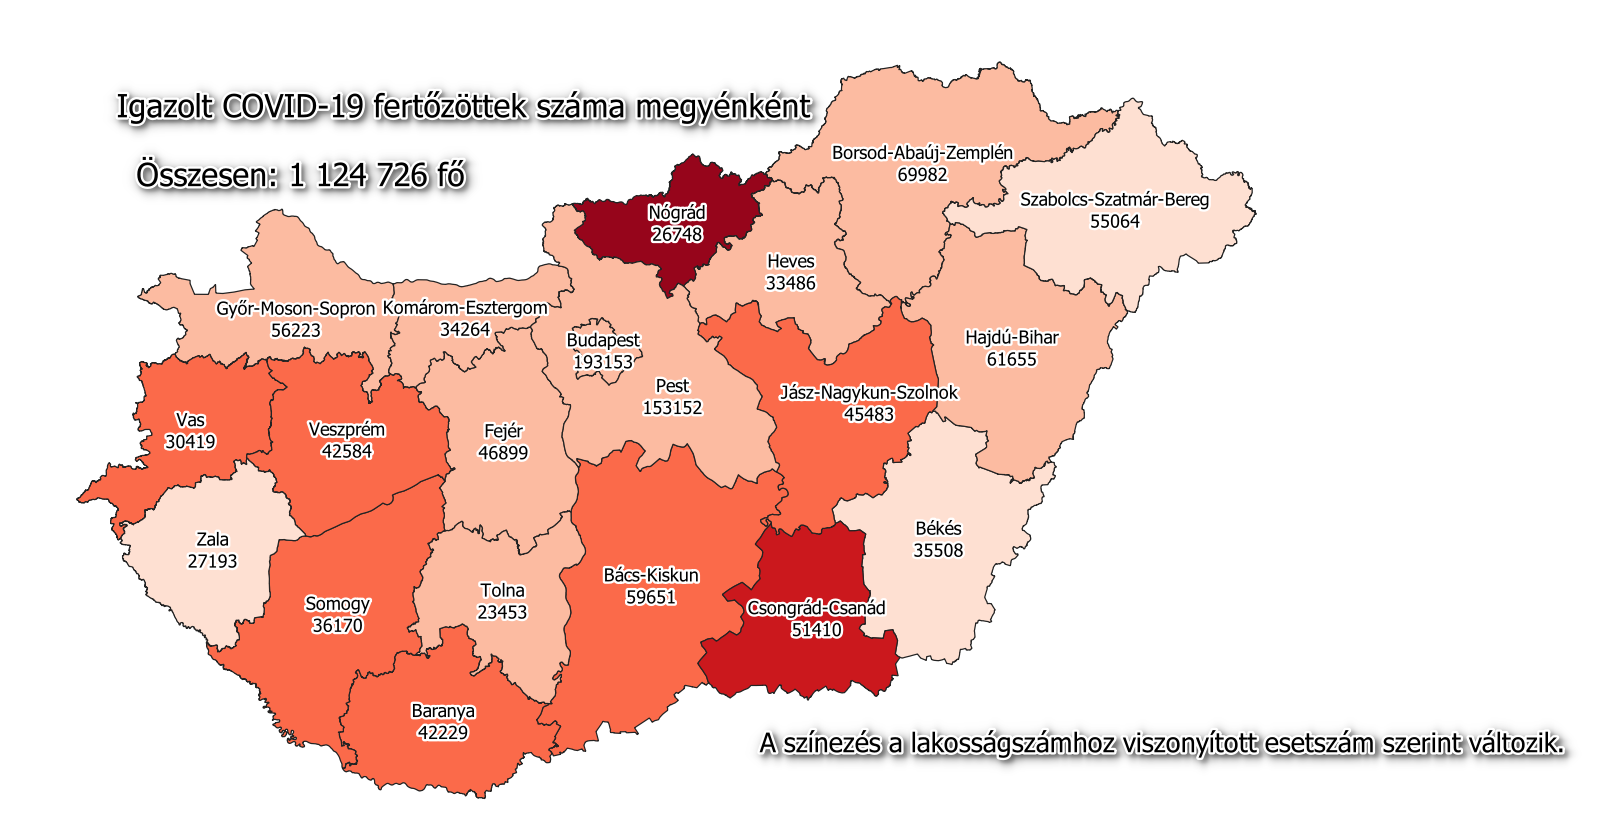 Igazolt COVID-19 fertőzöttek száma megyénként
Összesen: 1 124 726 fő
Borsod-Abaúj-Zemplén
69982
Szabolcs-Szatmár-Bereg
55064
Nógrád
26748
Heves
33486
Győr-Moson-Sopron
56223
Komárom-Esztergom
34264
Budapest
193153
Hajdú-Bihar
61655
Pest
153152
Jász-Nagykun-Szolnok
45483
Vas
30419
Veszprém
42584
Fejér
46899
Zala
27193
Békés
35508
Bács-Kiskun
59651
Tolna
23453
Somogy
36170
Csongrád-Csanád
51410
Baranya
42229
A színezés a lakosságszámhoz viszonyított esetszám szerint változik.